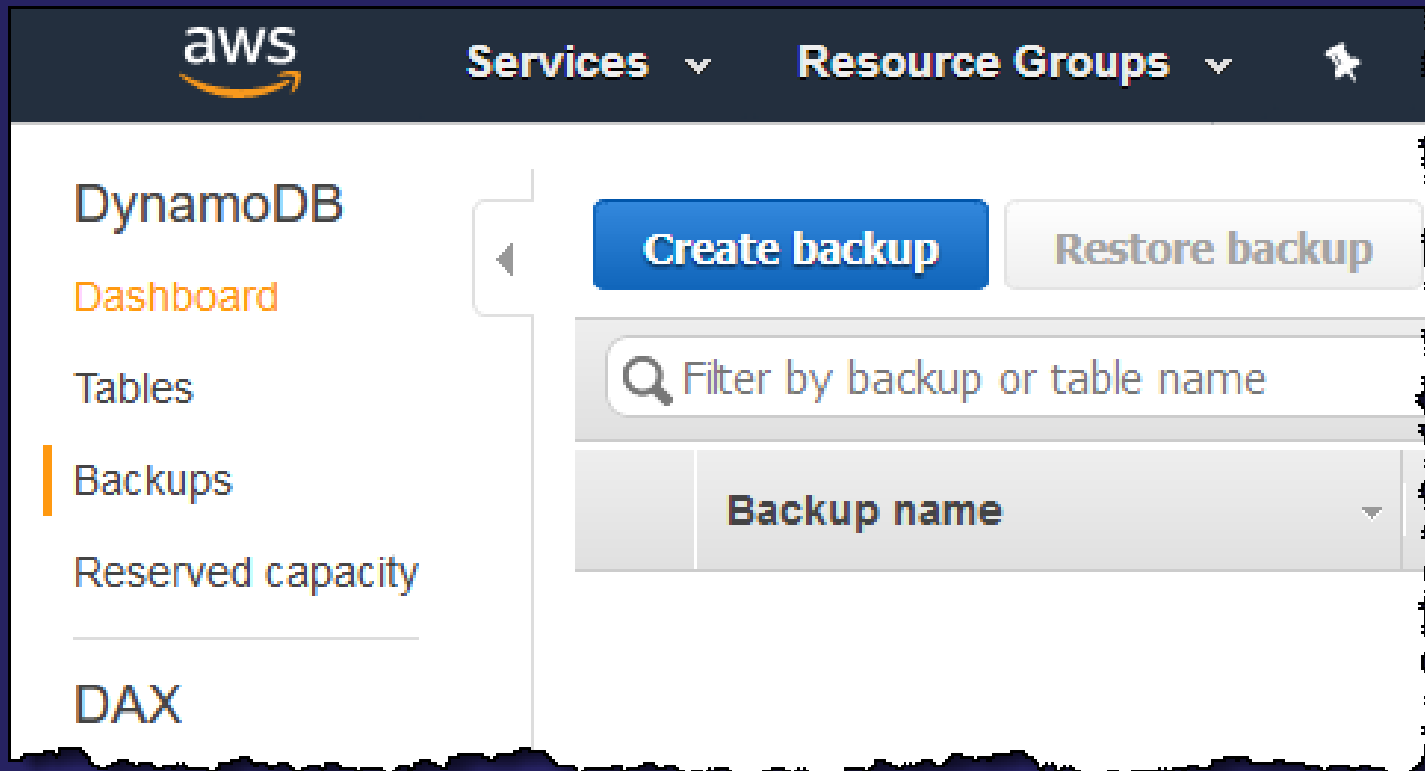 aws
Services
Resource Groups
DynamoDB
Dashboard
Tables
Backups
Reserved capacity
DAX
Create backup
Restore backup
Filter by backup or table name
Backup name